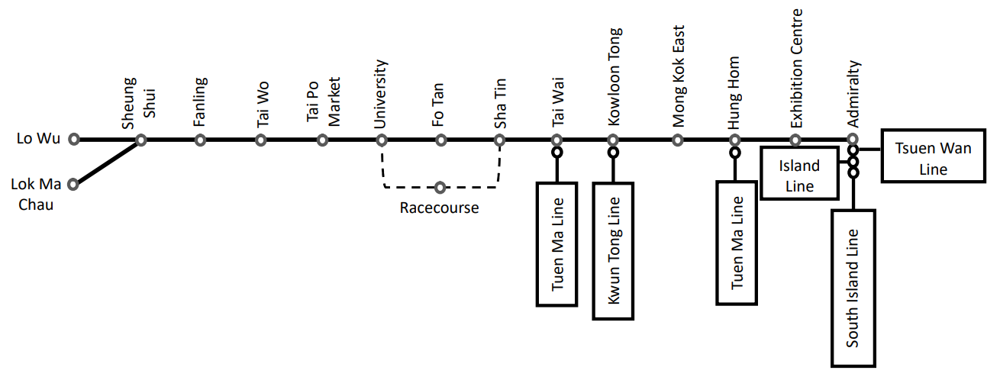 Lo Wu
Lok Ma
Chau
Sheung
Shui
Fanling
Tai Wo
Tai Po
Market
University
Fo Tan
Sha Tin
Racecourse
Tai Wai
Kowloon Tong
Mong Kok East
Hung Hom
Exhibition Centre
Admiralty
Tuen Ma Line
Kwun Tong Line
Tuen Ma Line
Island
Line
Tsuen Wan
Line
South Island Line